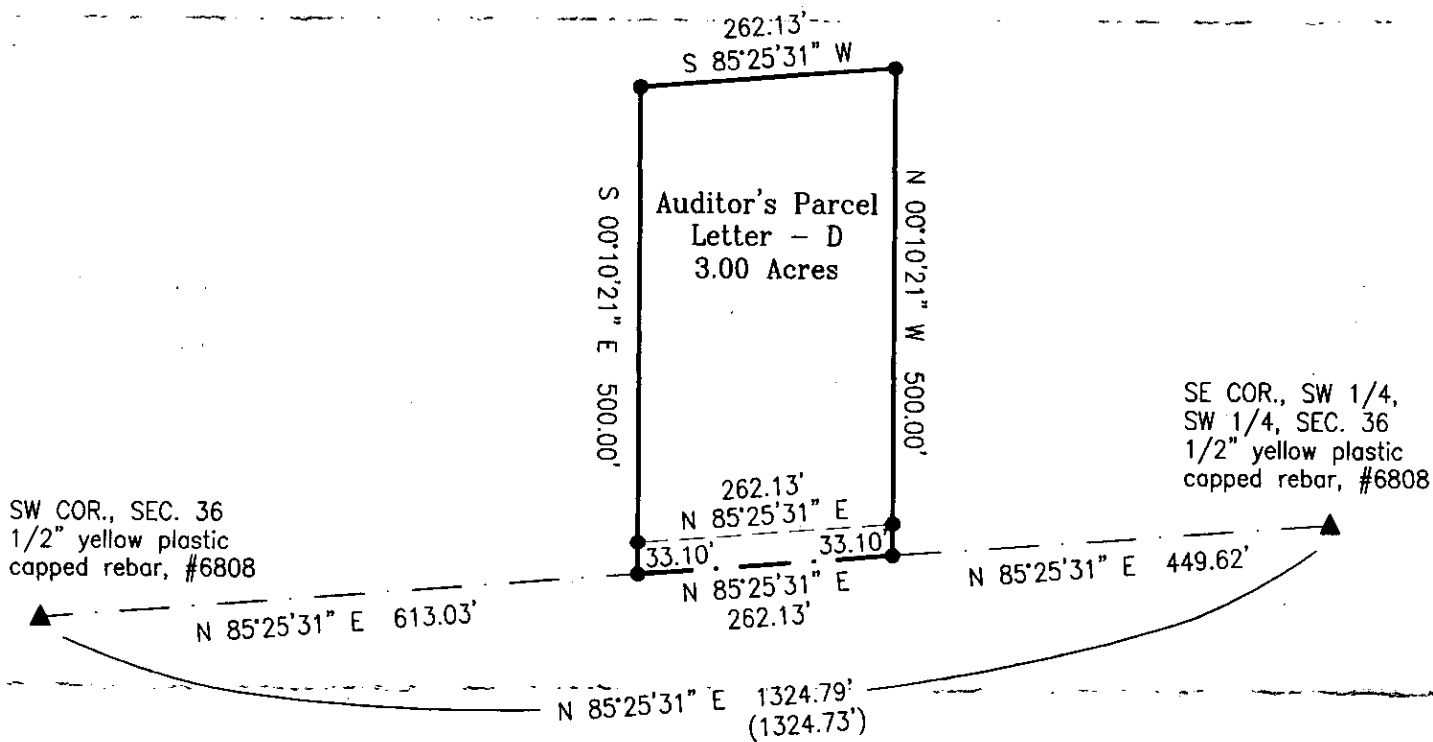 262.13'
S 85°25'31" W
S 00°10'21" E 500.00'
Auditor's Parcel
Letter – D
3.00 Acres
N 00°10'21" W 500.00'
SE COR., SW 1/4,
SW 1/4, SEC. 36
1/2" yellow plastic
capped rebar, #6808
SW COR., SEC. 36
1/2" yellow plastic
capped rebar, #6808
262.13'
N 85°25'31" E
33.10'
33.10'
N 85°25'31" E
262.13'
N 85°25'31" E 613.03'
N 85°25'31" E 449.62'
N 85°25'31" E 1324.79'
(1324.73')